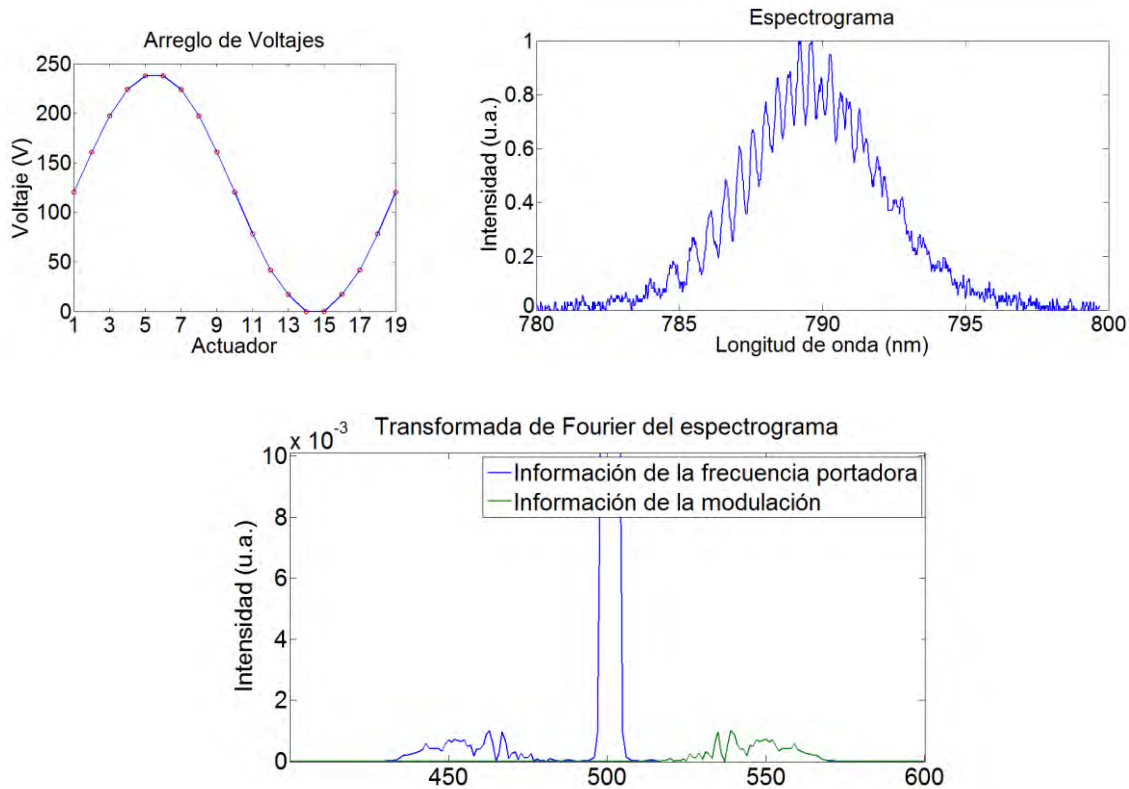 Arreglo de Voltajes
250
200
150
100
50
0
Voltaje (V)
1 3 5 7 9 11 13 15 17 19
Actuador
Espectrograma
1
0.8
0.6
0.4
0.2
0
Intensidad (u.a.)
780 785 790 795 800
Longitud de onda (nm)
Transformada de Fourier del espectrograma
10 x 10⁻³
8
6
4
2
0
Intensidad (u.a.)
Información de la frecuencia portadora
Información de la modulación
450 500 550 600